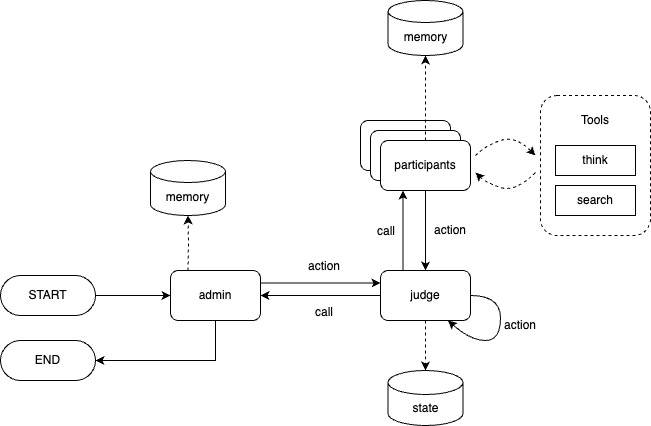 memory
Tools
think
participants
search
memory
call
action
action
START
admin
judge
call
action
END
state